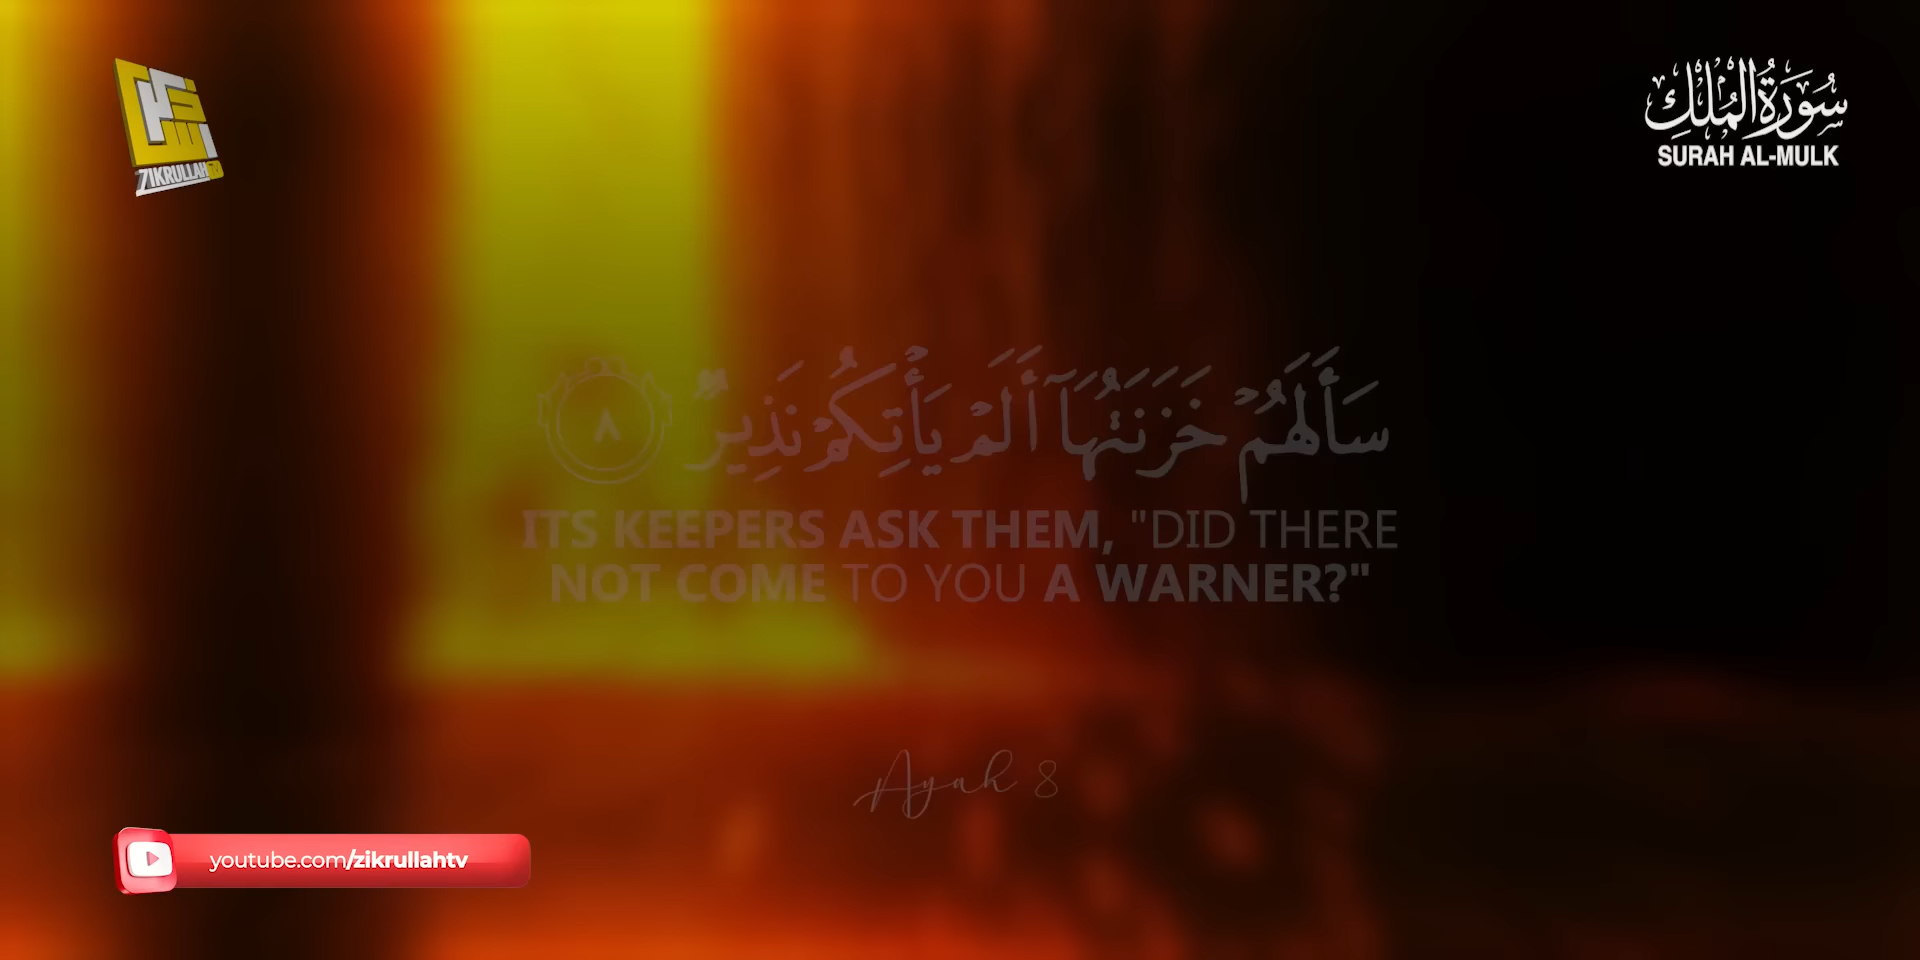 ZIKRULLAH TV
سُورَةُ الْمُلْكِ
SURAH AL-MULK
سَأَلَهُمْ خَزَنَتُهَآ أَلَمْ يَأْتِكُمْ نَذِيرٌ ٨
ITS KEEPERS ASK THEM, "DID THERE
NOT COME TO YOU A WARNER?"
Ayah 8
youtube.com/zikrullahtv